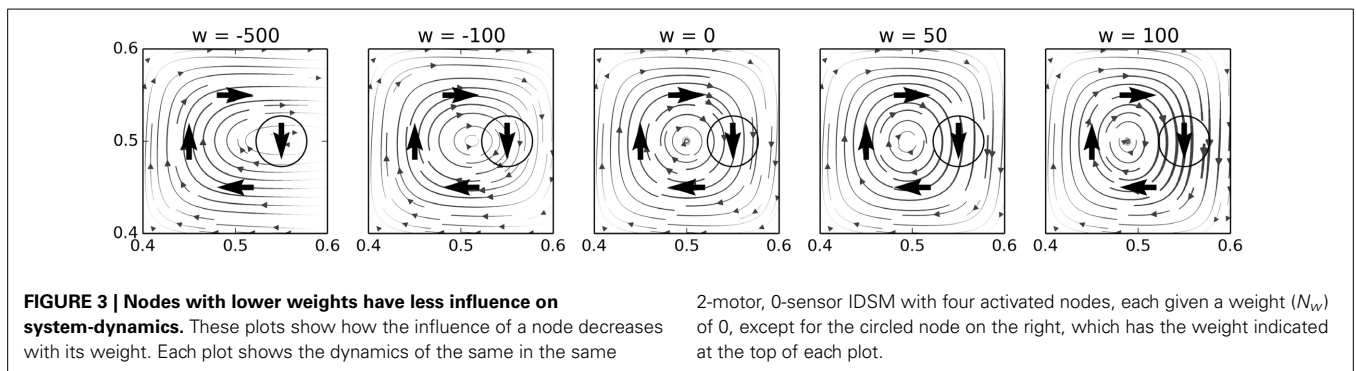 w = -500
w = -100
w = 0
w = 50
w = 100
0.6
0.5
0.4
0.4 0.5 0.6
0.4 0.5 0.6
0.4 0.5 0.6
0.4 0.5 0.6
0.4 0.5 0.6
FIGURE 3 | Nodes with lower weights have less influence on
system-dynamics. These plots show how the influence of a node decreases
with its weight. Each plot shows the dynamics of the same in the same
2-motor, 0-sensor IDSM with four activated nodes, each given a weight (Nw)
of 0, except for the circled node on the right, which has the weight indicated
at the top of each plot.